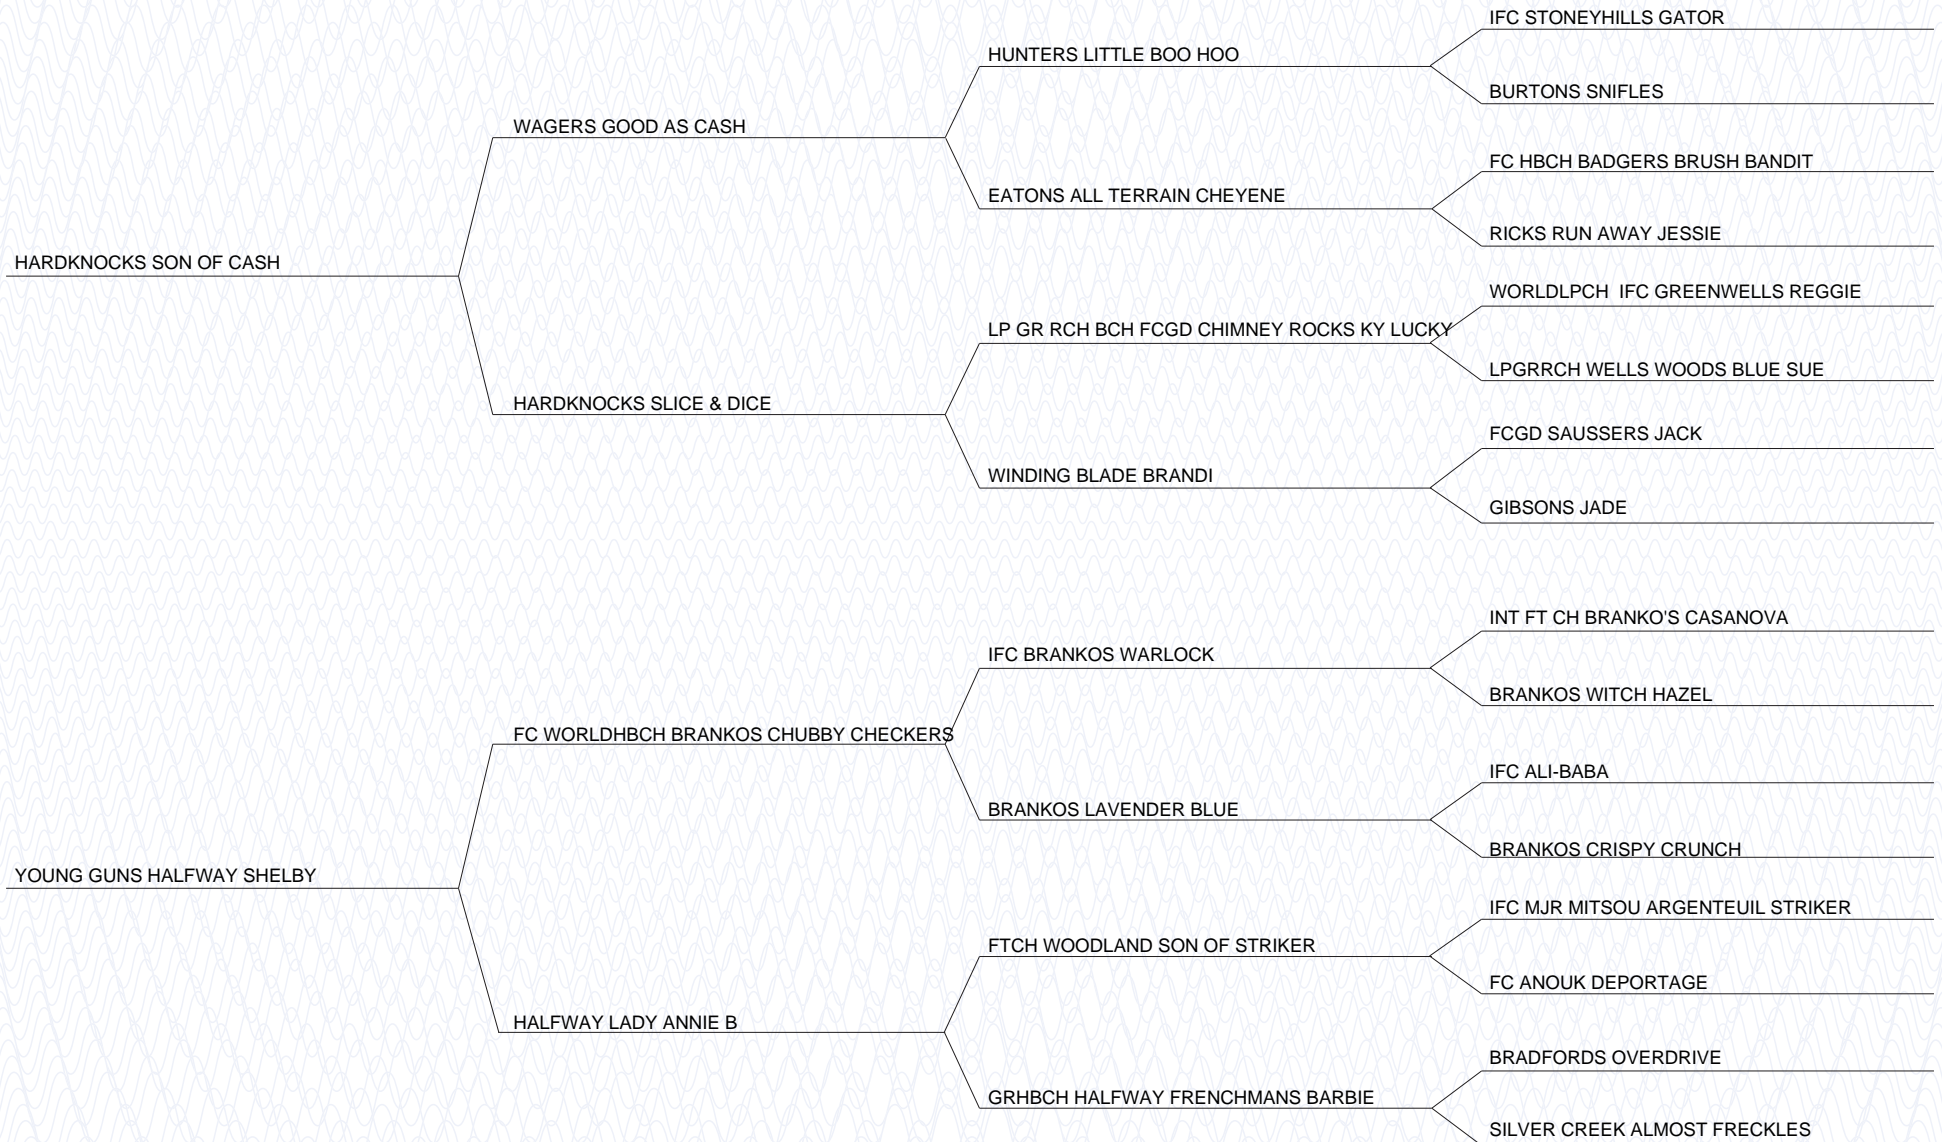 IFC STONEYHILLS GATOR
HUNTERS LITTLE BOO HOO
BURTONS SNIFLES
WAGERS GOOD AS CASH
FC HBCH BADGERS BRUSH BANDIT
EATONS ALL TERRAIN CHEYENE
RICKS RUN AWAY JESSIE
HARDKNOCKS SON OF CASH
WORLDLPCH  IFC GREENWELLS REGGIE
LP GR RCH BCH FCGD CHIMNEY ROCKS KY LUCKY
LPGRRCH WELLS WOODS BLUE SUE
HARDKNOCKS SLICE & DICE
FCGD SAUSSERS JACK
WINDING BLADE BRANDI
GIBSONS JADE
INT FT CH BRANKO'S CASANOVA
IFC BRANKOS WARLOCK
BRANKOS WITCH HAZEL
FC WORLDHBCH BRANKOS CHUBBY CHECKERS
IFC ALI-BABA
BRANKOS LAVENDER BLUE
BRANKOS CRISPY CRUNCH
YOUNG GUNS HALFWAY SHELBY
IFC MJR MITSOU ARGENTEUIL STRIKER
FTCH WOODLAND SON OF STRIKER
FC ANOUK DEPORTAGE
HALFWAY LADY ANNIE B
BRADFORDS OVERDRIVE
GRHBCH HALFWAY FRENCHMANS BARBIE
SILVER CREEK ALMOST FRECKLES